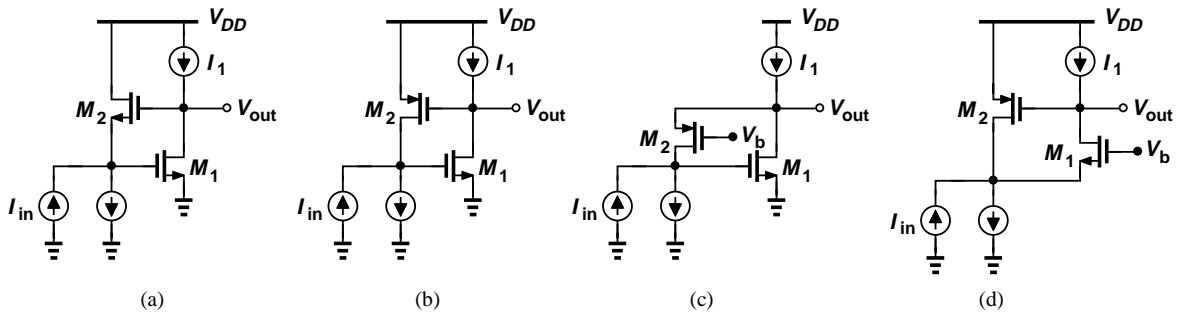 V_DD
I_1
M_2
V_out
M_1
I_in
(a)
V_DD
I_1
M_2
V_out
M_1
I_in
(b)
V_DD
I_1
V_out
M_2
V_b
M_1
I_in
(c)
V_DD
I_1
M_2
V_out
M_1
V_b
I_in
(d)